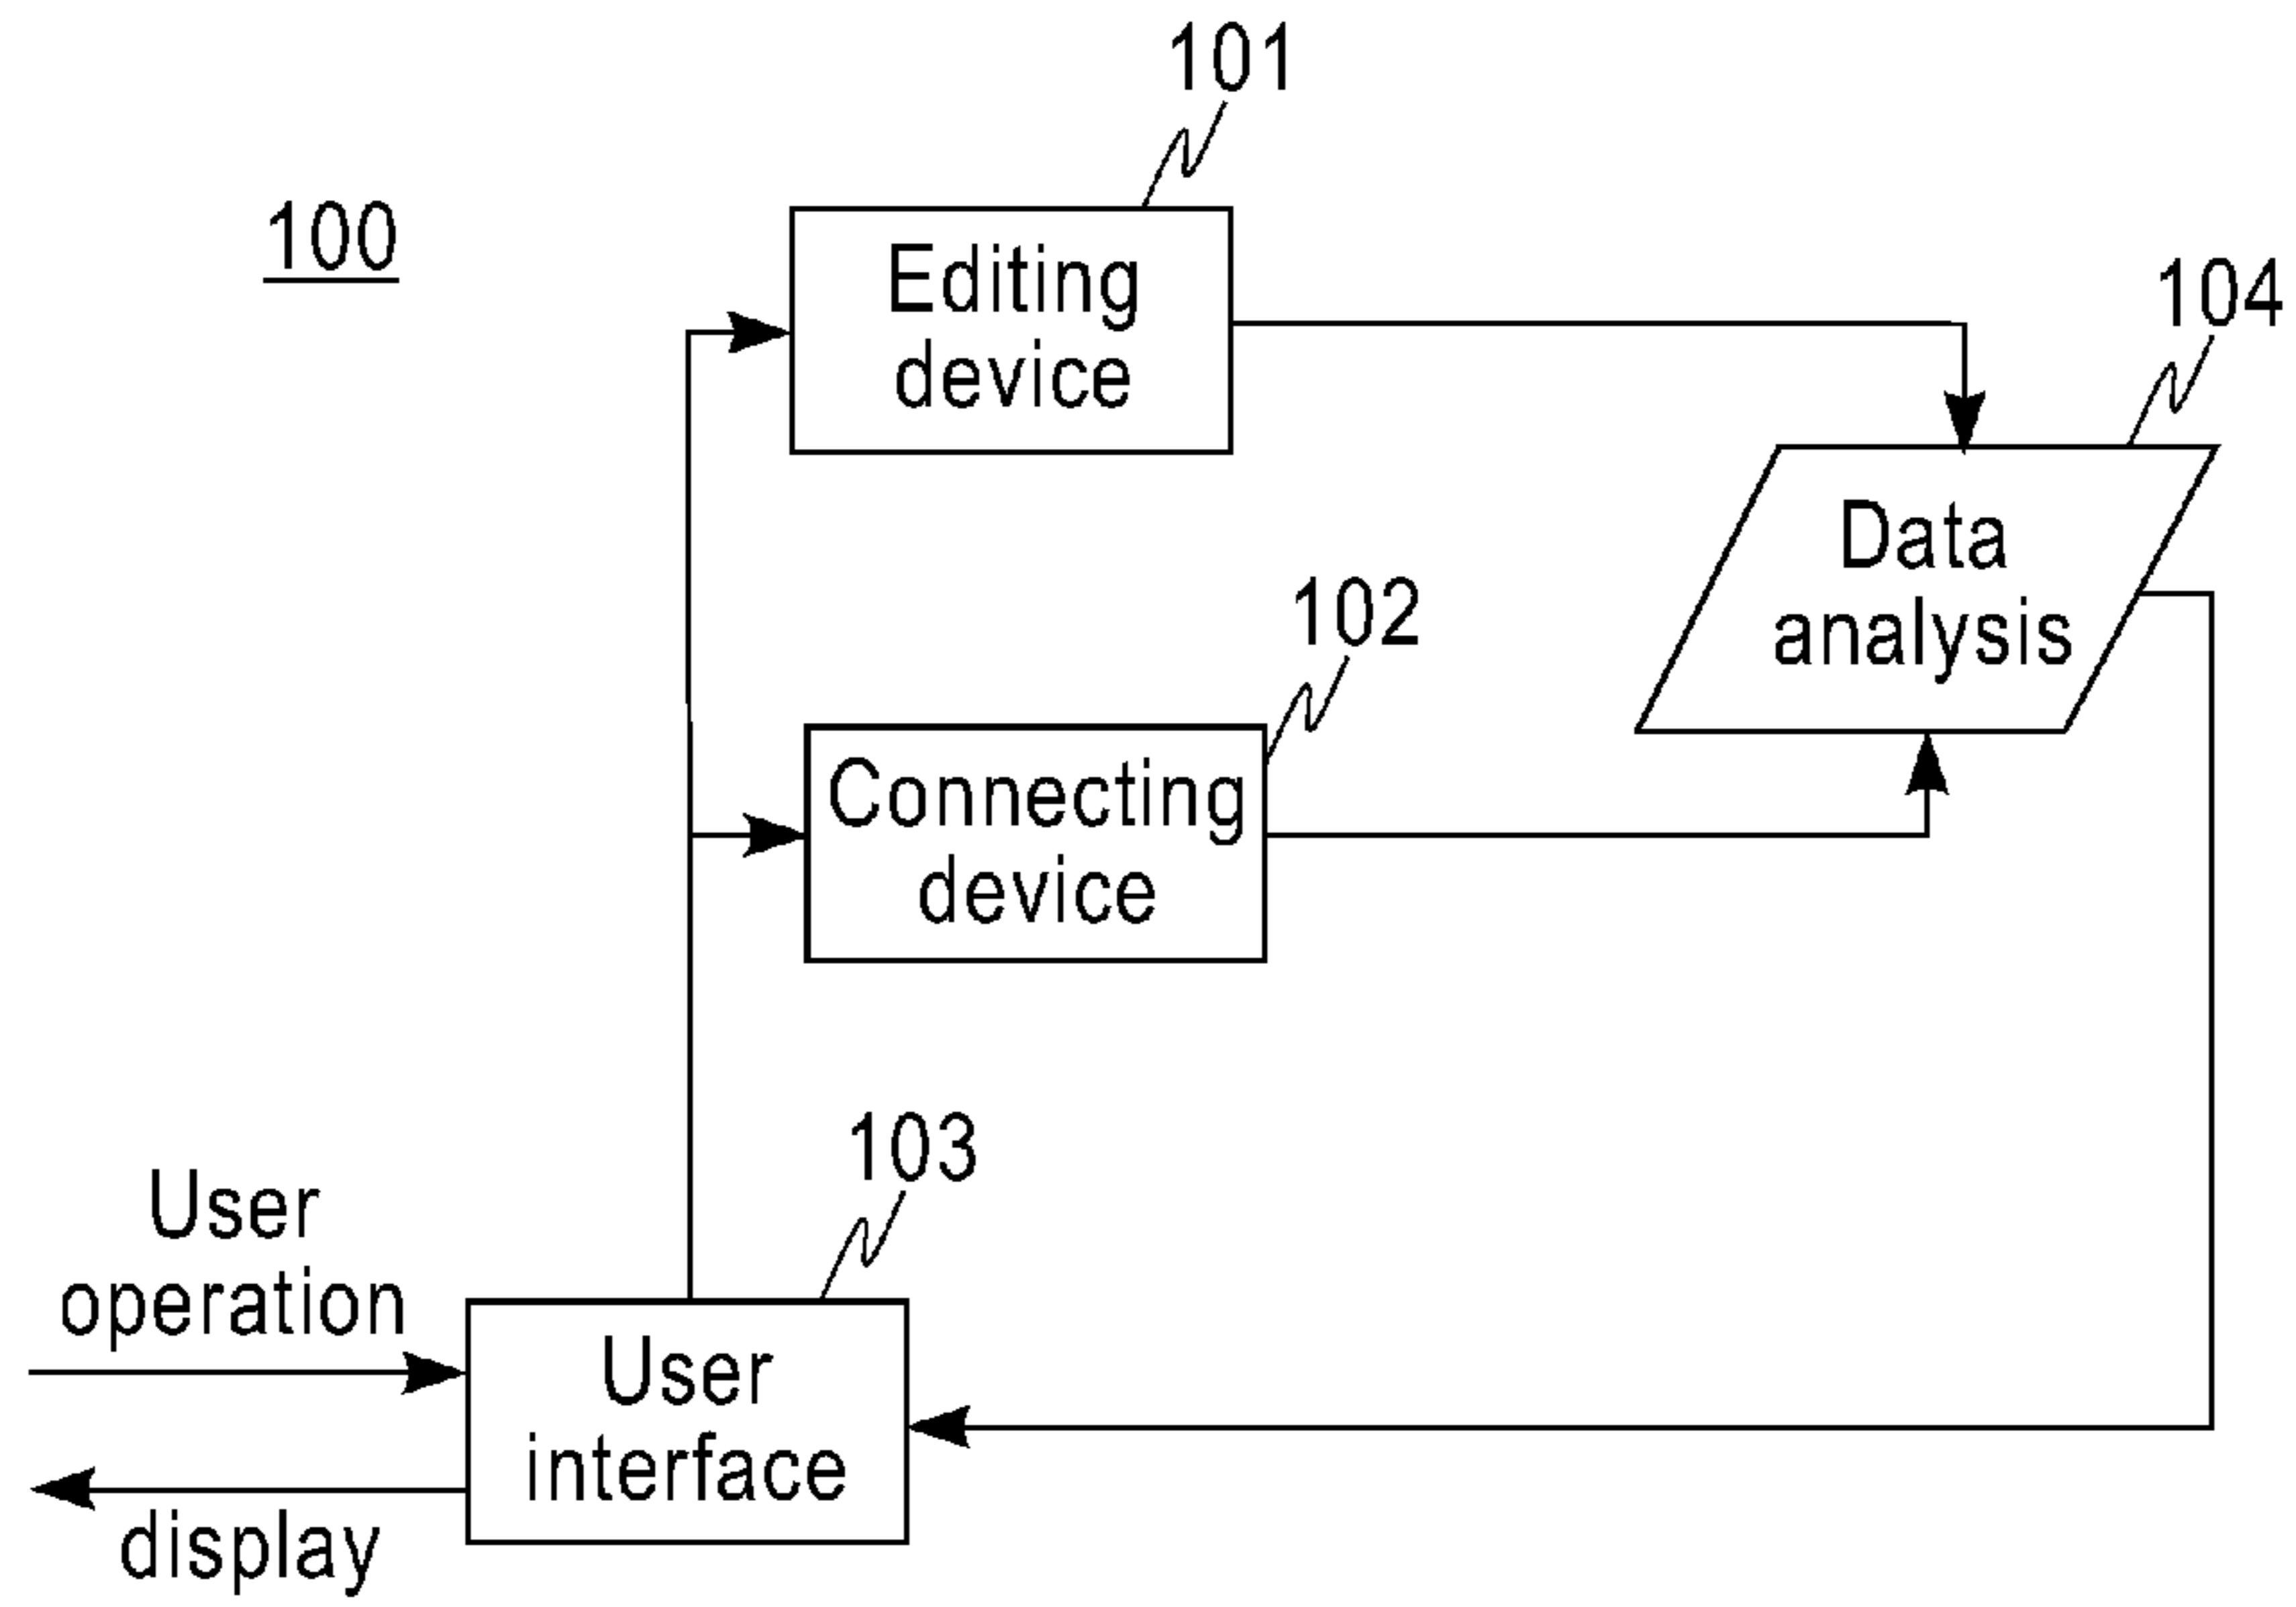 101
100
Editing
device
104
Data
analysis
102
Connecting
device
103
User
operation
User
interface
display